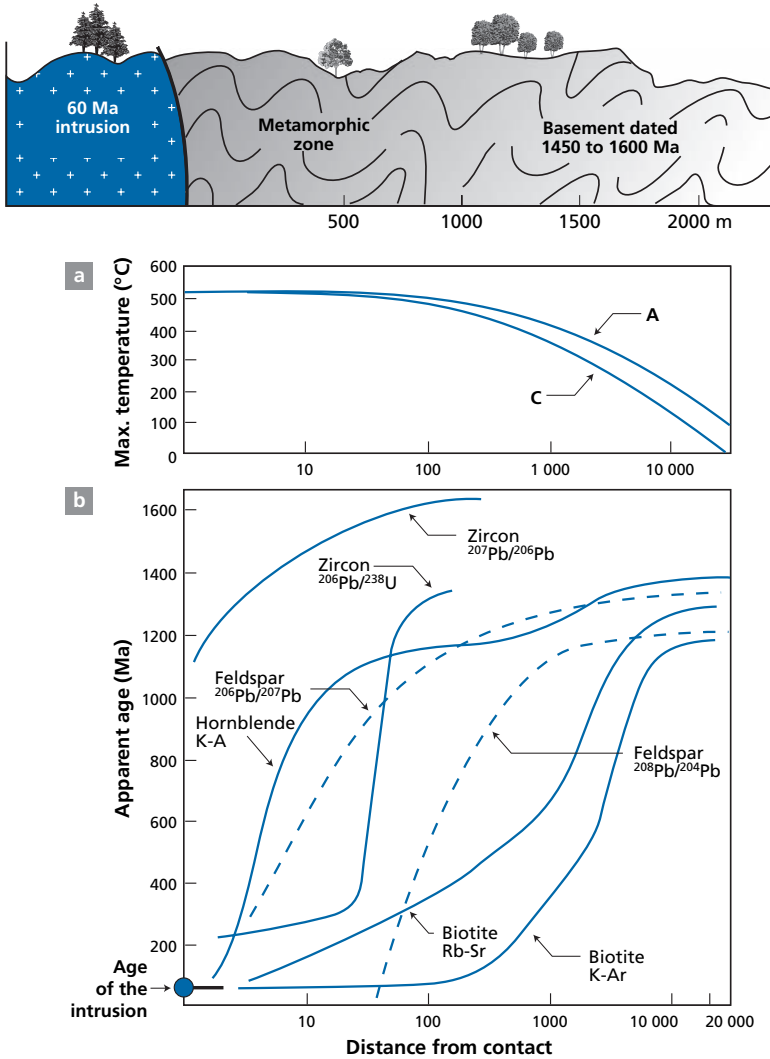 60 Ma
intrusion
Metamorphic
zone
Basement dated
1450 to 1600 Ma
500 1000 1500 2000 m
a
Max. temperature (°C)
600
500
400
300
200
100
0
A
C
10 100 1 000 10 000
b
Apparent age (Ma)
1600
1400
1200
1000
800
600
400
200
Zircon
²⁰⁷Pb/²⁰⁶Pb
Zircon
²⁰⁶Pb/²³⁸U
Feldspar
²⁰⁶Pb/²⁰⁷Pb
Hornblende
K-A
Feldspar
²⁰⁸Pb/²⁰⁴Pb
Biotite
Rb-Sr
Biotite
K-Ar
Age
of the
intrusion
10 100 1000 10 000 20 000
Distance from contact